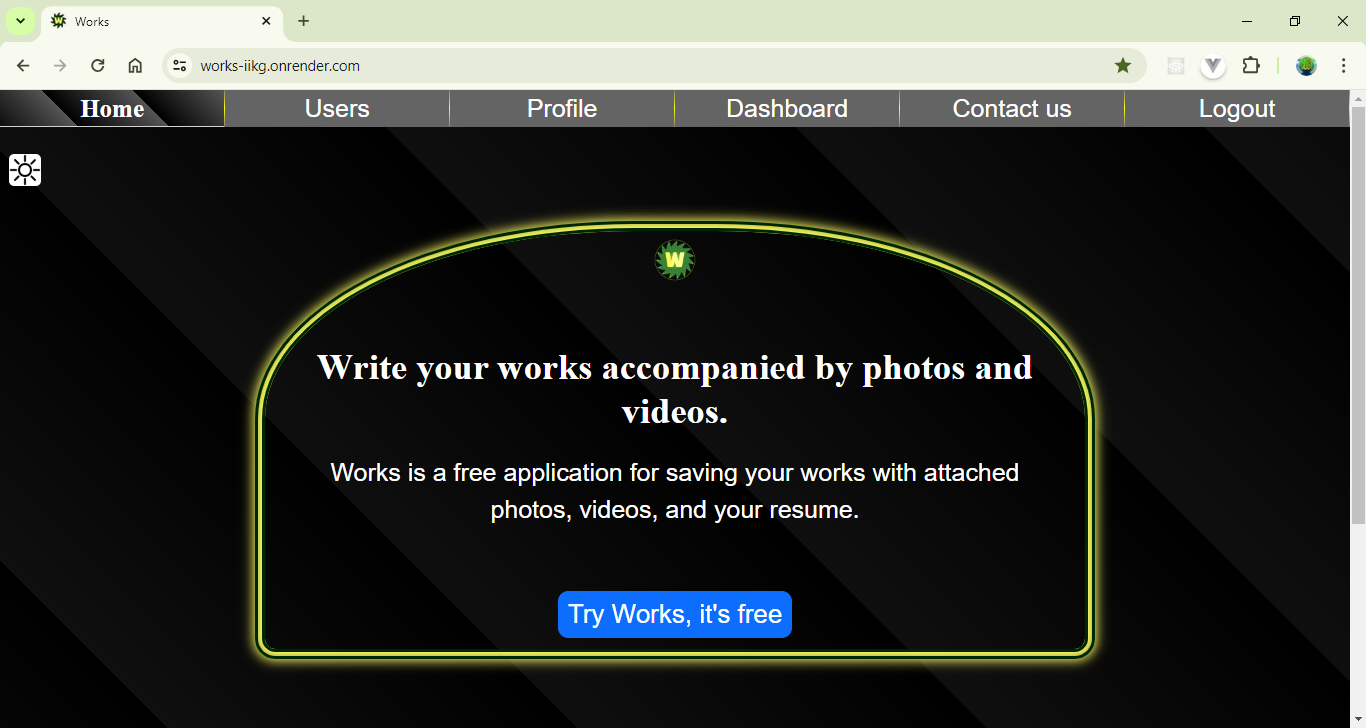 Works
works-iikg.onrender.com
Home Users Profile Dashboard Contact us Logout
W
Write your works accompanied by photos and
videos.
Works is a free application for saving your works with attached
photos, videos, and your resume.
Try Works, it's free